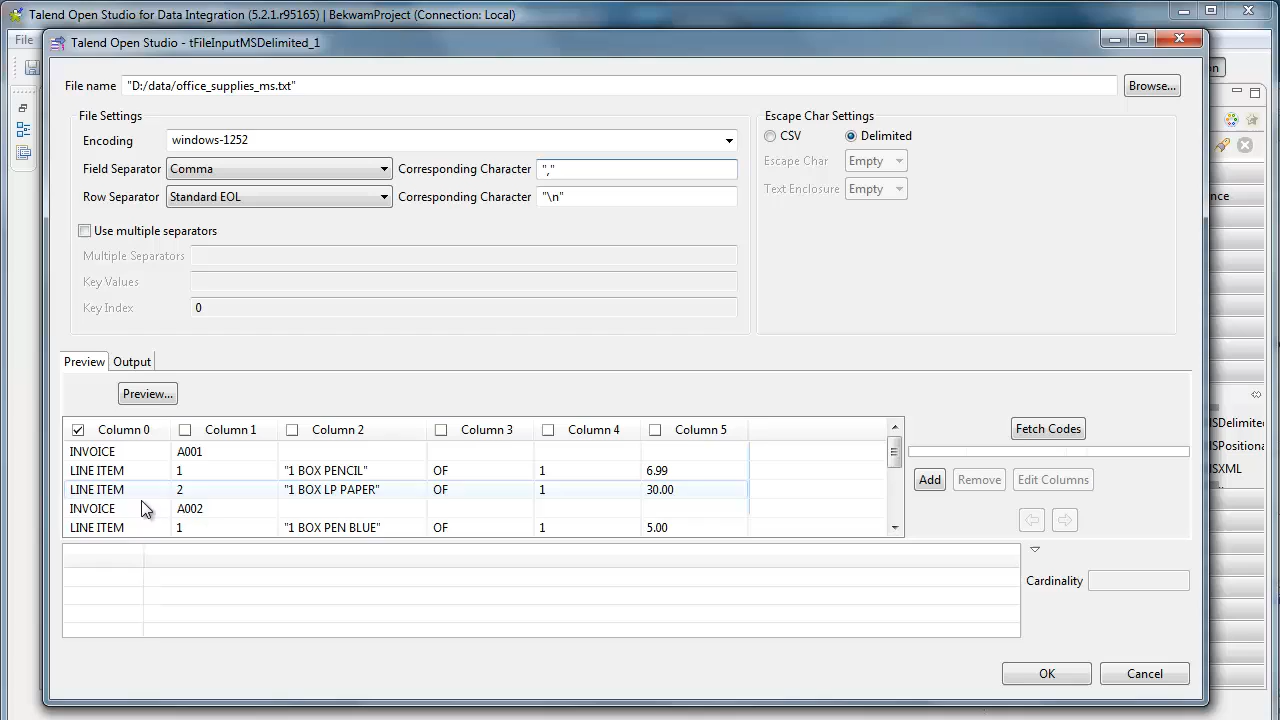 Talend Open Studio for Data Integration (5.2.1.r95165) | BekwamProject (Connection: Local)
File
Talend Open Studio - tFileInputMSDelimited_1
File name "D:/data/office_supplies_ms.txt" Browse...
File Settings
Encoding windows-1252
Field Separator Comma Corresponding Character ","
Row Separator Standard EOL Corresponding Character "\n"
Use multiple separators
Multiple Separators
Key Values
Key Index 0
Escape Char Settings
CSV Delimited
Escape Char Empty
Text Enclosure Empty
Preview Output
Preview...
Column 0 Column 1 Column 2 Column 3 Column 4 Column 5
INVOICE A001
LINE ITEM 1 "1 BOX PENCIL" OF 1 6.99
LINE ITEM 2 "1 BOX LP PAPER" OF 1 30.00
INVOICE A002
LINE ITEM 1 "1 BOX PEN BLUE" OF 1 5.00
Fetch Codes
Add Remove Edit Columns
Cardinality
OK Cancel